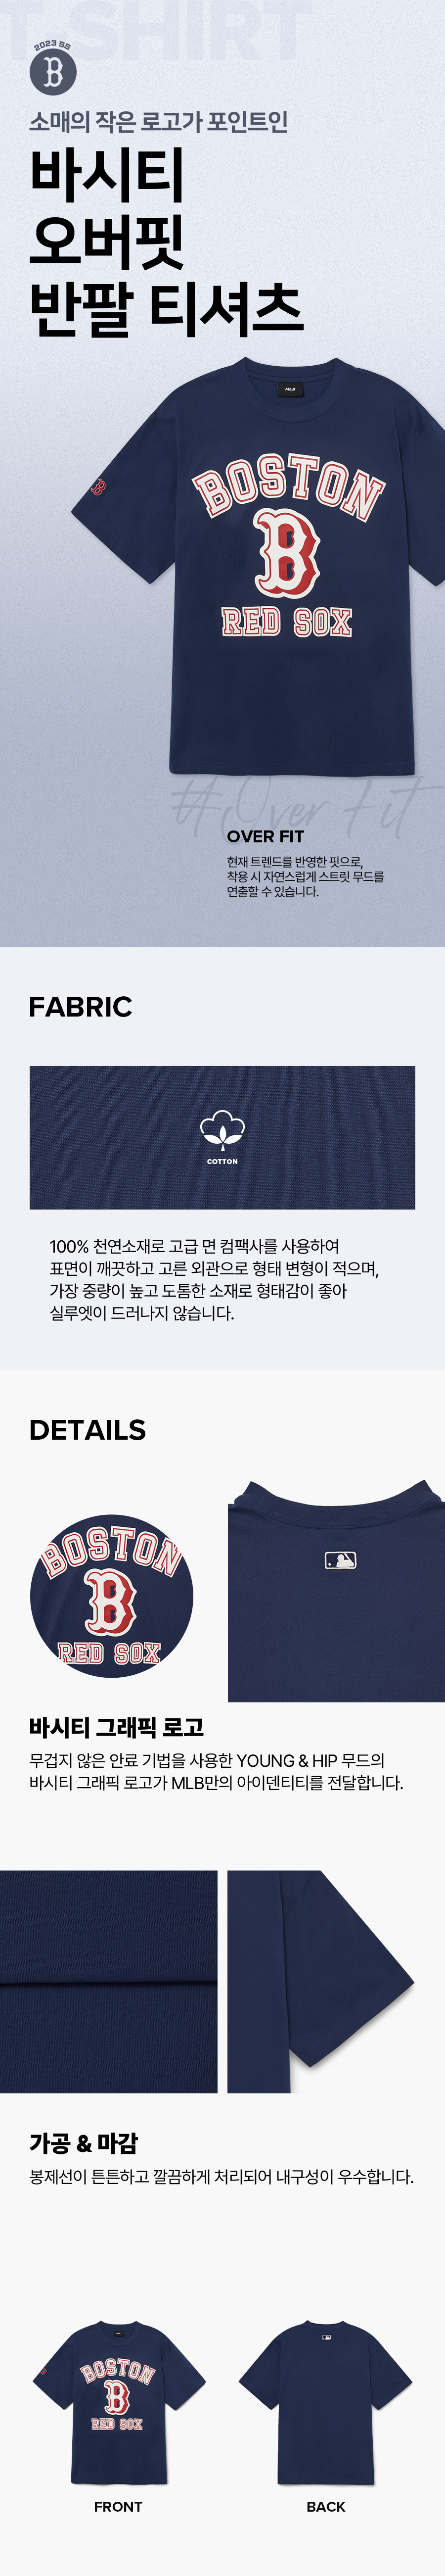 T-SHIRT
2023 SS
B
소매의 작은 로고가 포인트인
바시티
오버핏
반팔 티셔츠
MLB
B
BOSTON
B
RED SOX
#Over Fit
OVER FIT
현재 트렌드를 반영한 핏으로,
착용 시 자연스럽게 스트릿 무드를
연출할 수 있습니다.
FABRIC
COTTON
100% 천연소재로 고급 면 컴팩사를 사용하여
표면이 깨끗하고 고른 외관으로 형태 변형이 적으며,
가장 중량이 높고 도톰한 소재로 형태감이 좋아
실루엣이 드러나지 않습니다.
DETAILS
BOSTON
B
RED SOX
바시티 그래픽 로고
무겁지 않은 안료 기법을 사용한 YOUNG & HIP 무드의
바시티 그래픽 로고가 MLB만의 아이덴티티를 전달합니다.
가공 & 마감
봉제선이 튼튼하고 깔끔하게 처리되어 내구성이 우수합니다.
BOSTON
B
RED SOX
FRONT
BACK